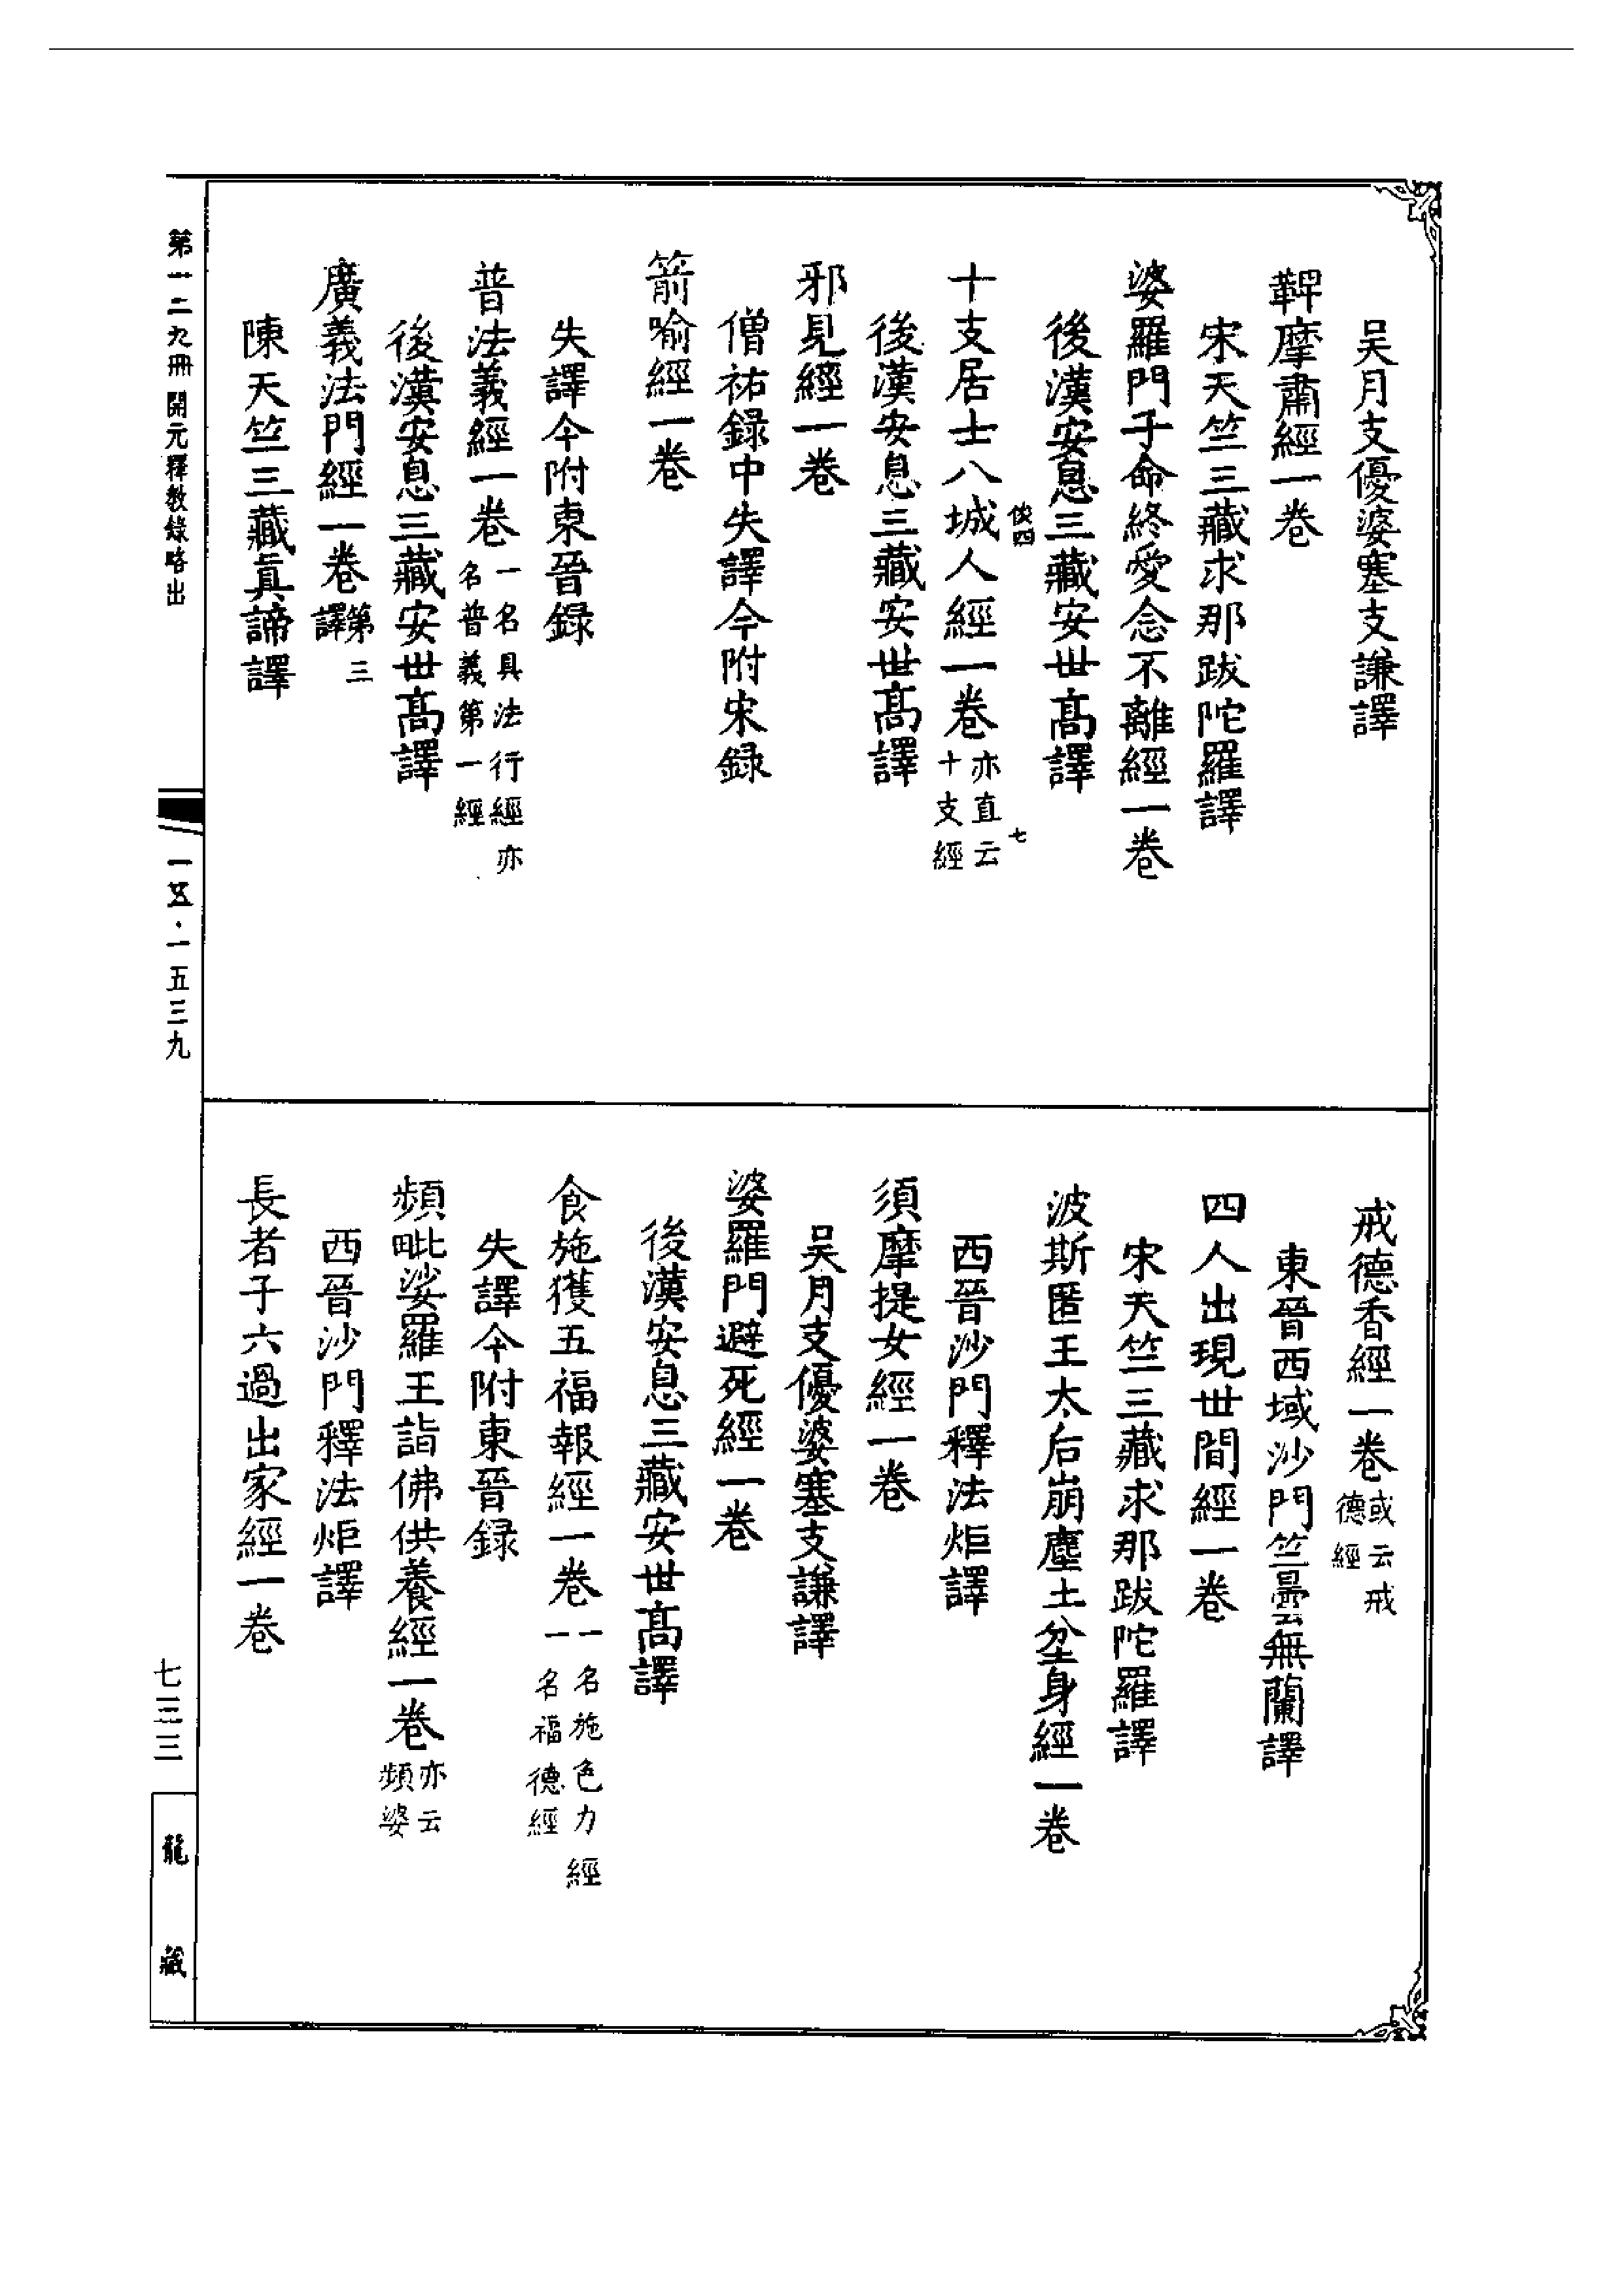 吴月支優婆塞支謙譯
鞞摩肅經一卷
宋天竺三藏求那跋陀羅譯
婆羅門子命終愛念不離經一卷
後漢安息三藏安世髙譯
七
十支居士八城人經一卷亦直云十支經
後漢安息三藏安世髙譯
邪見經一卷
僧祐録中失譯今附宋録
箭喻經一卷
失譯今附東晉録
普法義經一卷一名具法行經亦名普義第一經
後漢安息三藏安世髙譯
廣義法門經一卷第三譯
陳天竺三藏真諦譯
戒德香經一卷或云戒德經
東晉西域沙門竺曇無蘭譯
四人出現世間經一卷
宋天竺三藏求那跋陀羅譯
波斯匿王太后崩塵土坌身經一卷
西晉沙門釋法炬譯
須摩提女經一卷
吴月支優婆塞支謙譯
婆羅門避死經一卷
後漢安息三藏安世髙譯
食施獲五福報經一卷一名施色力經一名福德經
失譯今附東晉録
頻毗娑羅王詣佛供養經一卷亦云頻婆
西晉沙門釋法炬譯
長者子六過出家經一卷
第一二九冊 開元釋教錄略出
一五·一五三九
七三三
龍藏